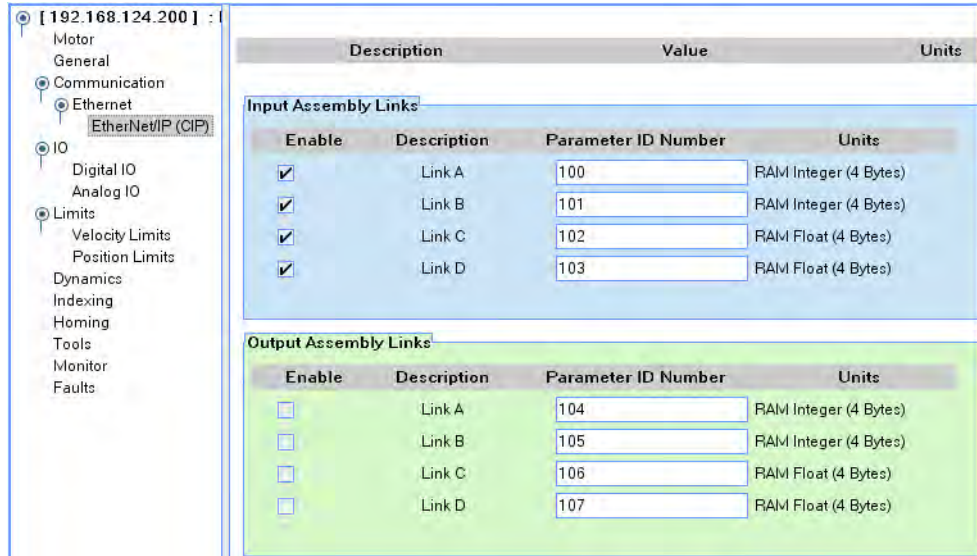 [ 192.168.124.200 ] :
Motor
General
Communication
Ethernet
EtherNet/IP (CIP)
IO
Digital IO
Analog IO
Limits
Velocity Limits
Position Limits
Dynamics
Indexing
Homing
Tools
Monitor
Faults
Description Value Units
Input Assembly Links
Enable Description Parameter ID Number Units
Link A 100 RAM Integer (4 Bytes)
Link B 101 RAM Integer (4 Bytes)
Link C 102 RAM Float (4 Bytes)
Link D 103 RAM Float (4 Bytes)
Output Assembly Links
Enable Description Parameter ID Number Units
Link A 104 RAM Integer (4 Bytes)
Link B 105 RAM Integer (4 Bytes)
Link C 106 RAM Float (4 Bytes)
Link D 107 RAM Float (4 Bytes)